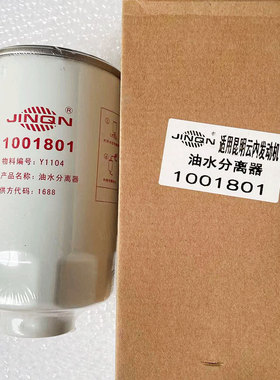 JINQN®
1001801
物料编号：Y1104
产品名称：油水分离器
供方代码：1688
JINQN
适用昆明云内发动机
油水分离器
1001801